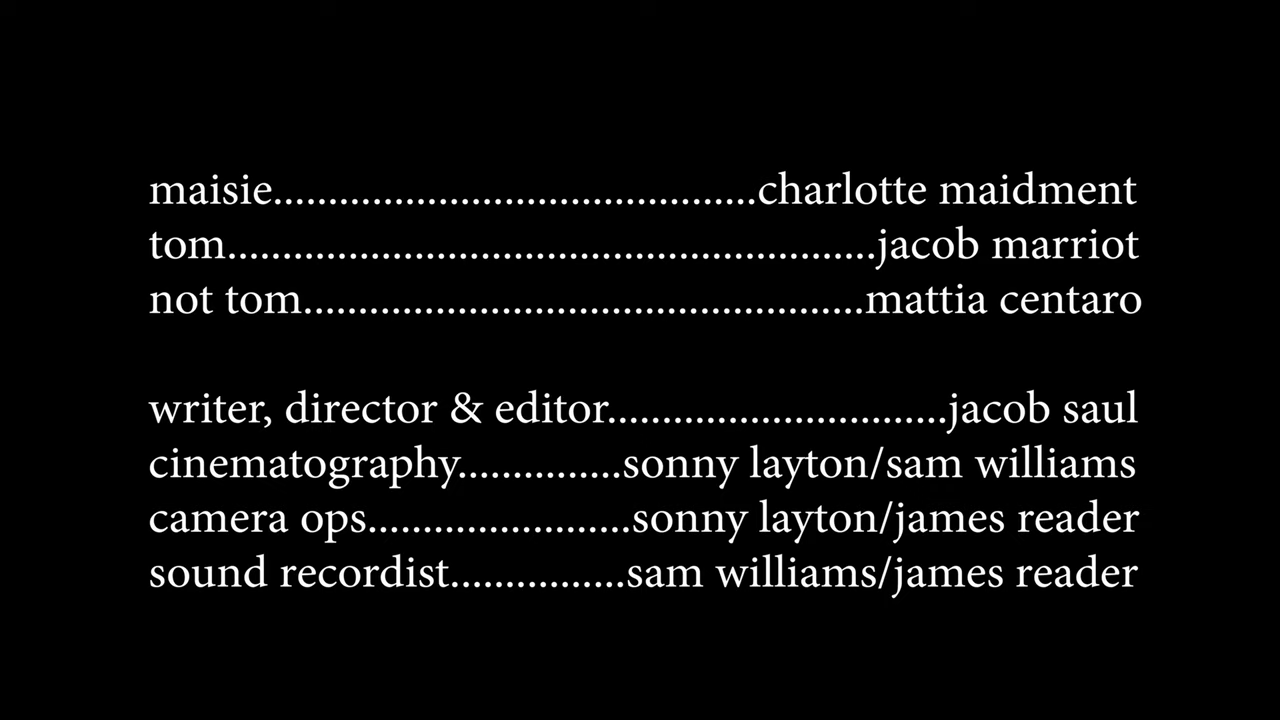 maisie............................................charlotte maidment
tom...........................................................jacob marriot
not tom...................................................mattia centaro
writer, director & editor...............................jacob saul
cinematography...............sonny layton/sam williams
camera ops........................sonny layton/james reader
sound recordist................sam williams/james reader